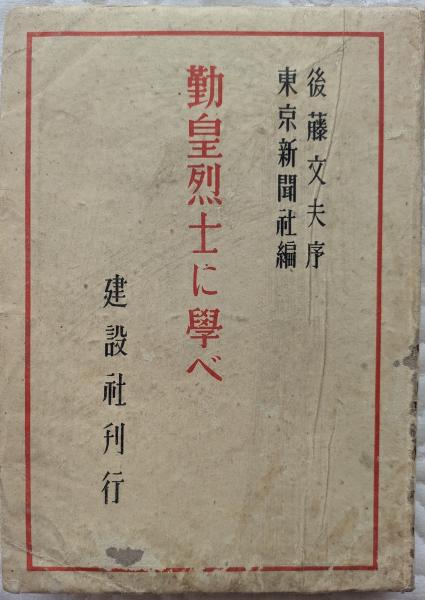 後藤文夫序
東京新聞社編
勤皇烈士に學べ
建設社刊行